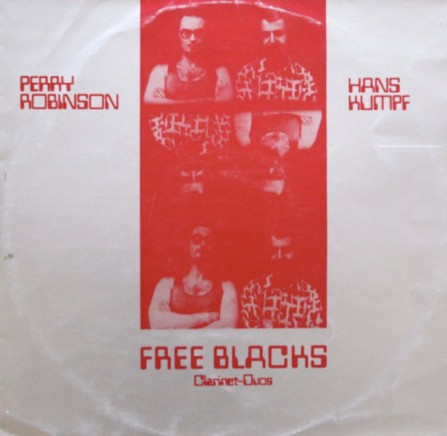 PERRY
ROBINSON
HANS
KUMPF
FREE BLACKS
Clarinet-Duos